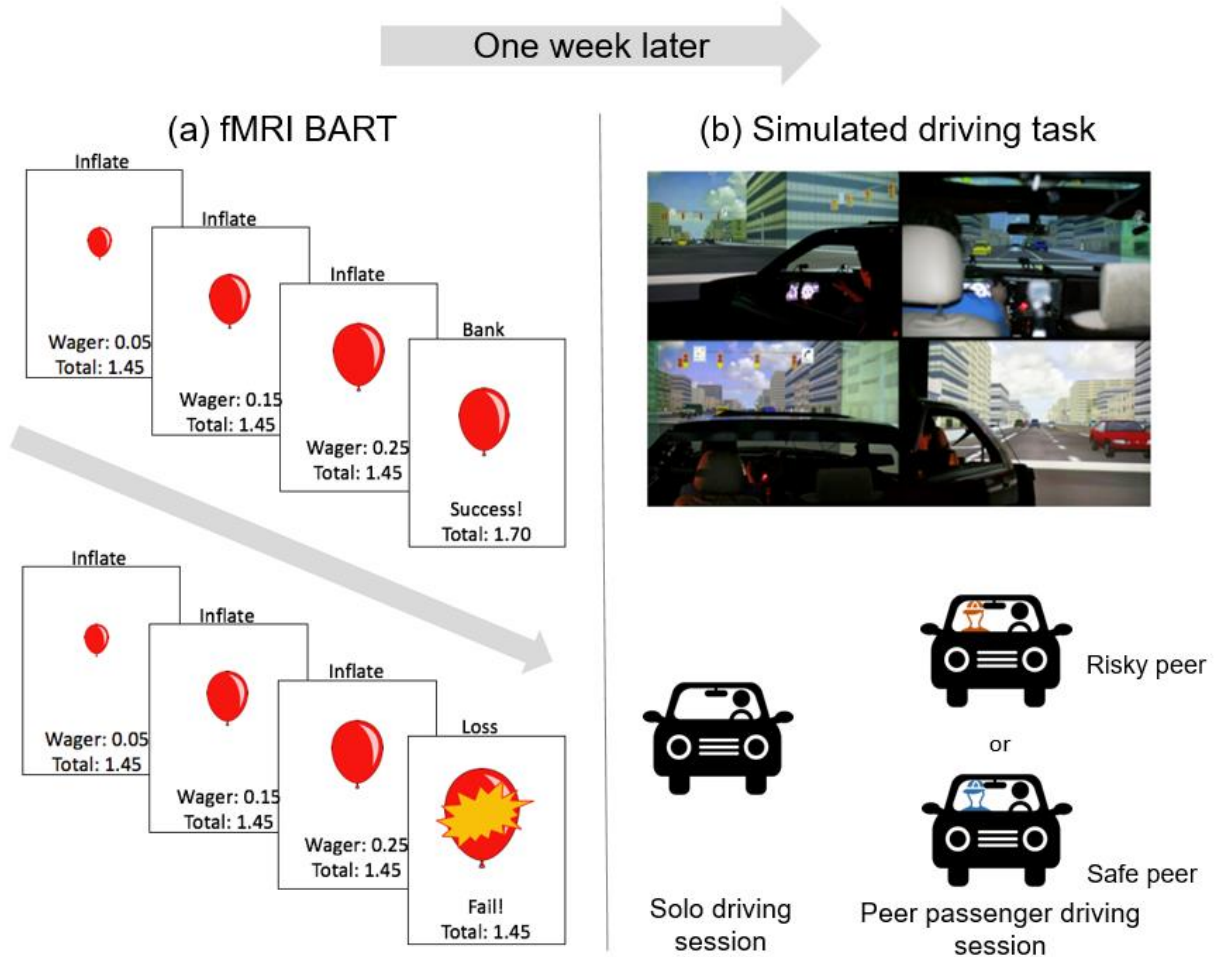 One week later
(a) fMRI BART
Inflate
Wager: 0.05
Total: 1.45
Inflate
Wager: 0.15
Total: 1.45
Inflate
Wager: 0.25
Total: 1.45
Bank
Success!
Total: 1.70
Inflate
Wager: 0.05
Total: 1.45
Inflate
Wager: 0.15
Total: 1.45
Inflate
Wager: 0.25
Total: 1.45
Loss
Fail!
Total: 1.45
(b) Simulated driving task
Risky peer
or
Safe peer
Solo driving
session
Peer passenger driving
session